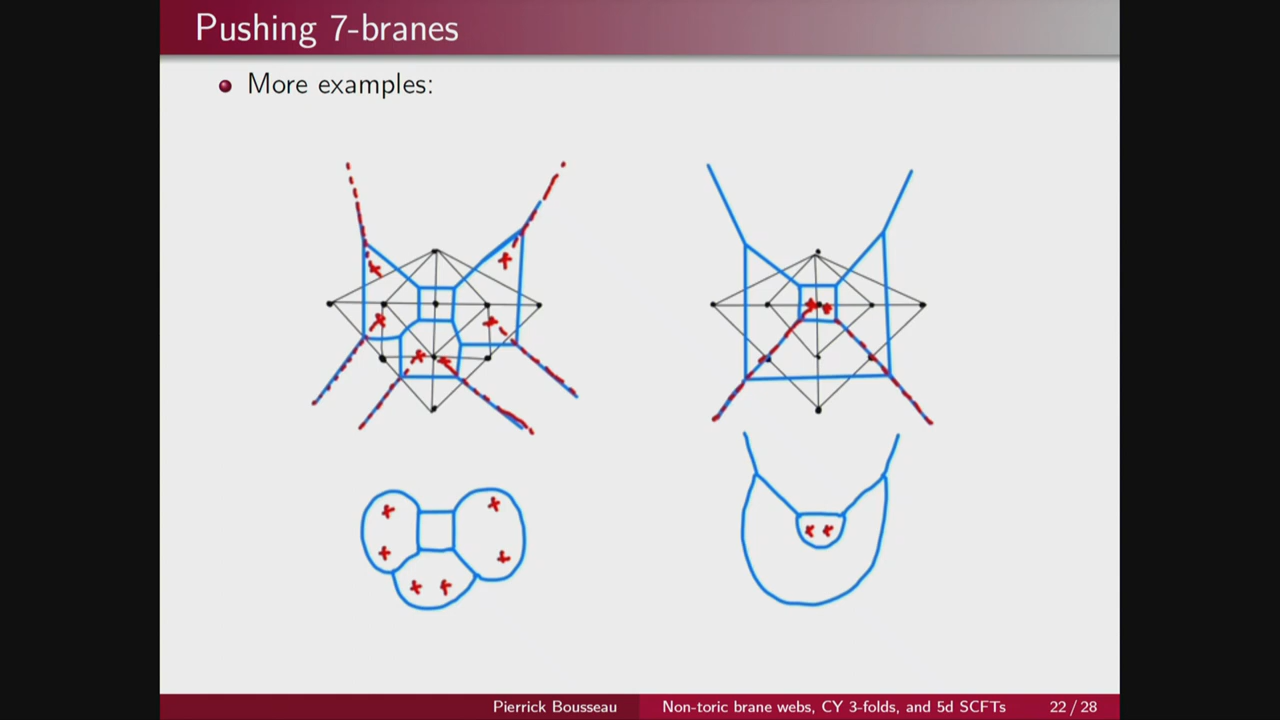 Pushing 7-branes
More examples:
Pierrick Bousseau
Non-toric brane webs, CY 3-folds, and 5d SCFTs
22 / 28